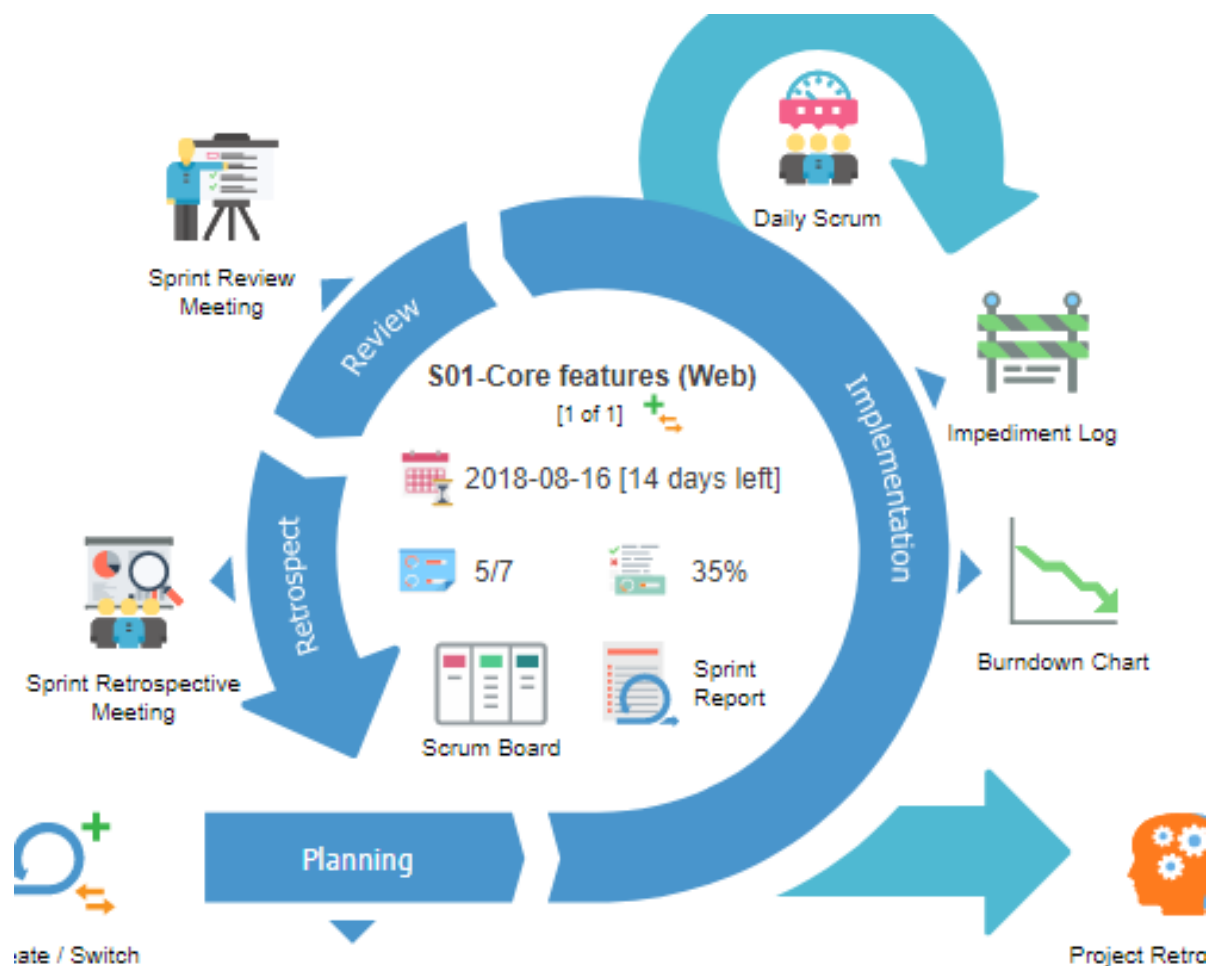 Daily Scrum
Sprint Review
Meeting
Review
S01-Core features (Web)
[1 of 1]
Implementation
Impediment Log
2018-08-16 [14 days left]
Retrospect
5/7
35%
Sprint Retrospective
Meeting
Scrum Board
Sprint
Report
Burndown Chart
Planning
/ Switch
Project